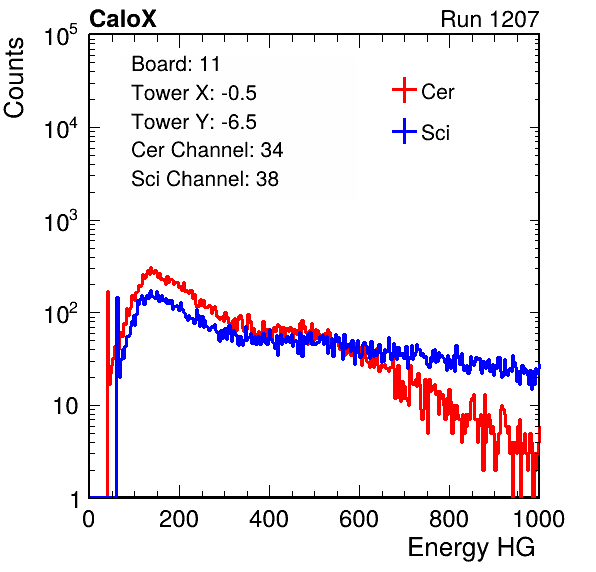 CaloX Run 1207
Counts
10^5
10^4
10^3
10^2
10
1
Board: 11
Tower X: -0.5
Tower Y: -6.5
Cer Channel: 34
Sci Channel: 38
Cer
Sci
0 200 400 600 800 1000
Energy HG